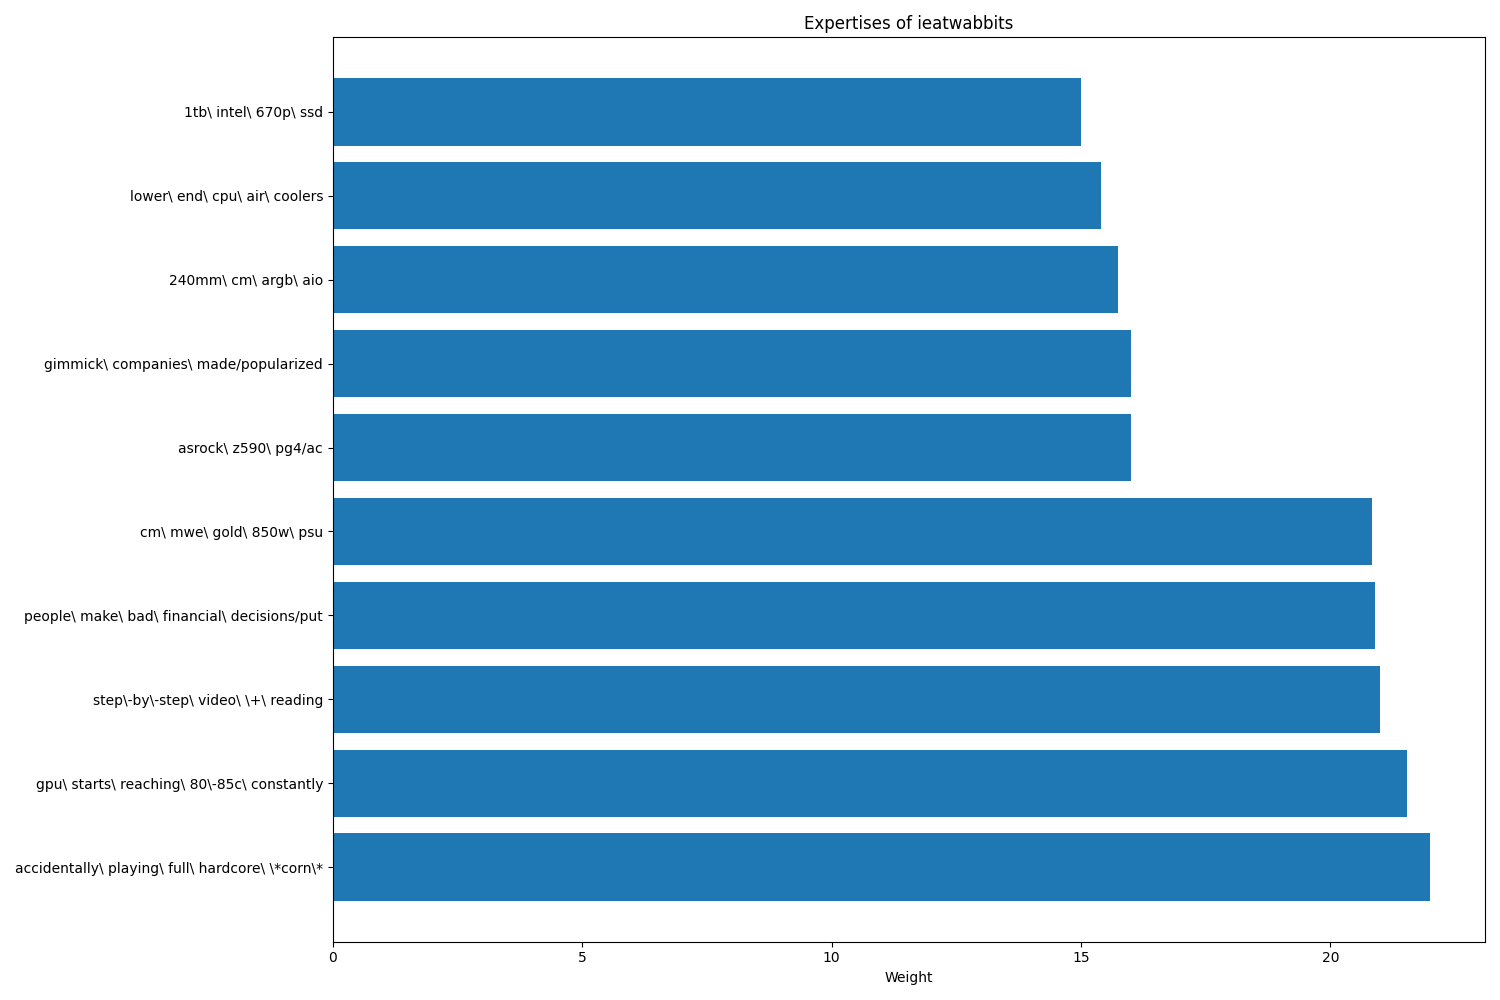 Expertises of ieatwabbits
1tb\ intel\ 670p\ ssd
lower\ end\ cpu\ air\ coolers
240mm\ cm\ argb\ aio
gimmick\ companies\ made/popularized
asrock\ z590\ pg4/ac
cm\ mwe\ gold\ 850w\ psu
people\ make\ bad\ financial\ decisions/put
step\-by\-step\ video\ \+\ reading
gpu\ starts\ reaching\ 80\-85c\ constantly
accidentally\ playing\ full\ hardcore\ \*corn\*
0 5 10 15 20
Weight